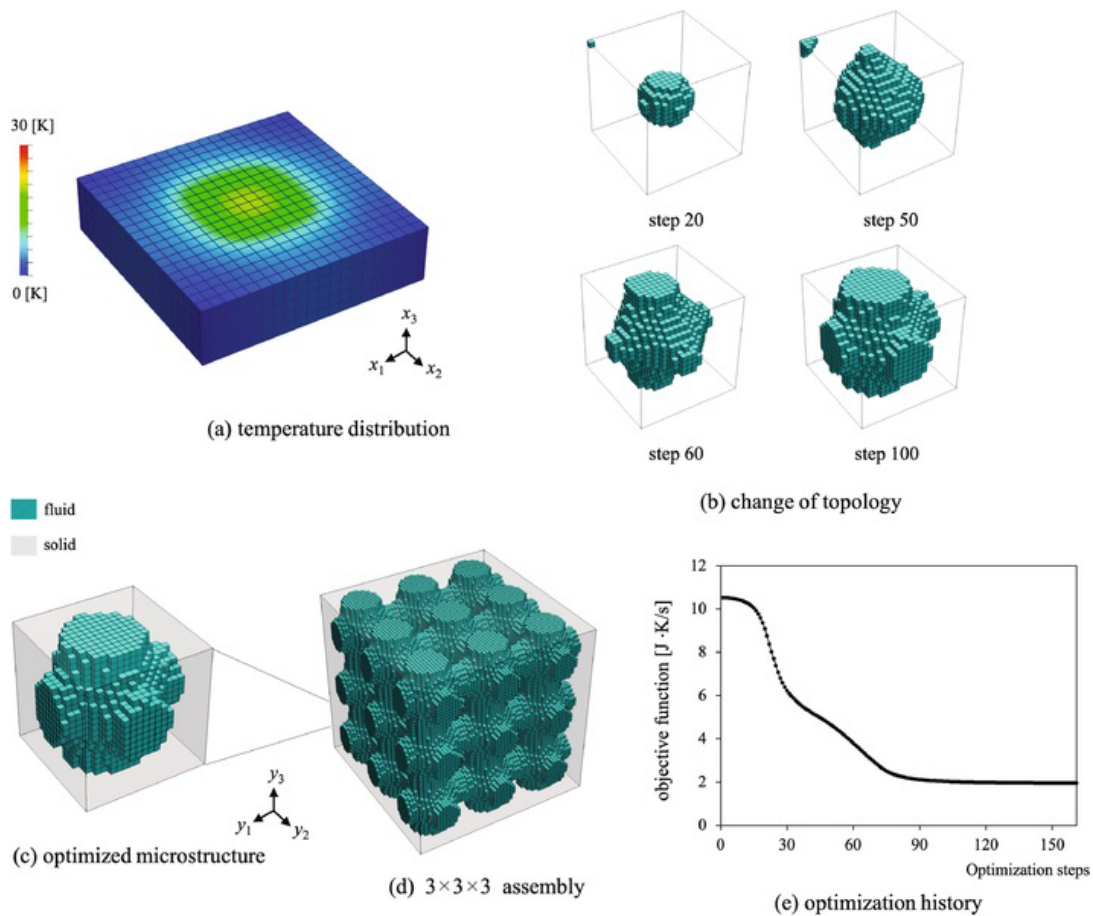 30 [K]
0 [K]
x3
x1
x2
(a) temperature distribution
step 20
step 50
step 60
step 100
(b) change of topology
fluid
solid
y3
y1
y2
(c) optimized microstructure
(d) 3×3×3 assembly
objective function [J ·K/s]
12
10
8
6
4
2
0
0 30 60 90 120 150
Optimization steps
(e) optimization history